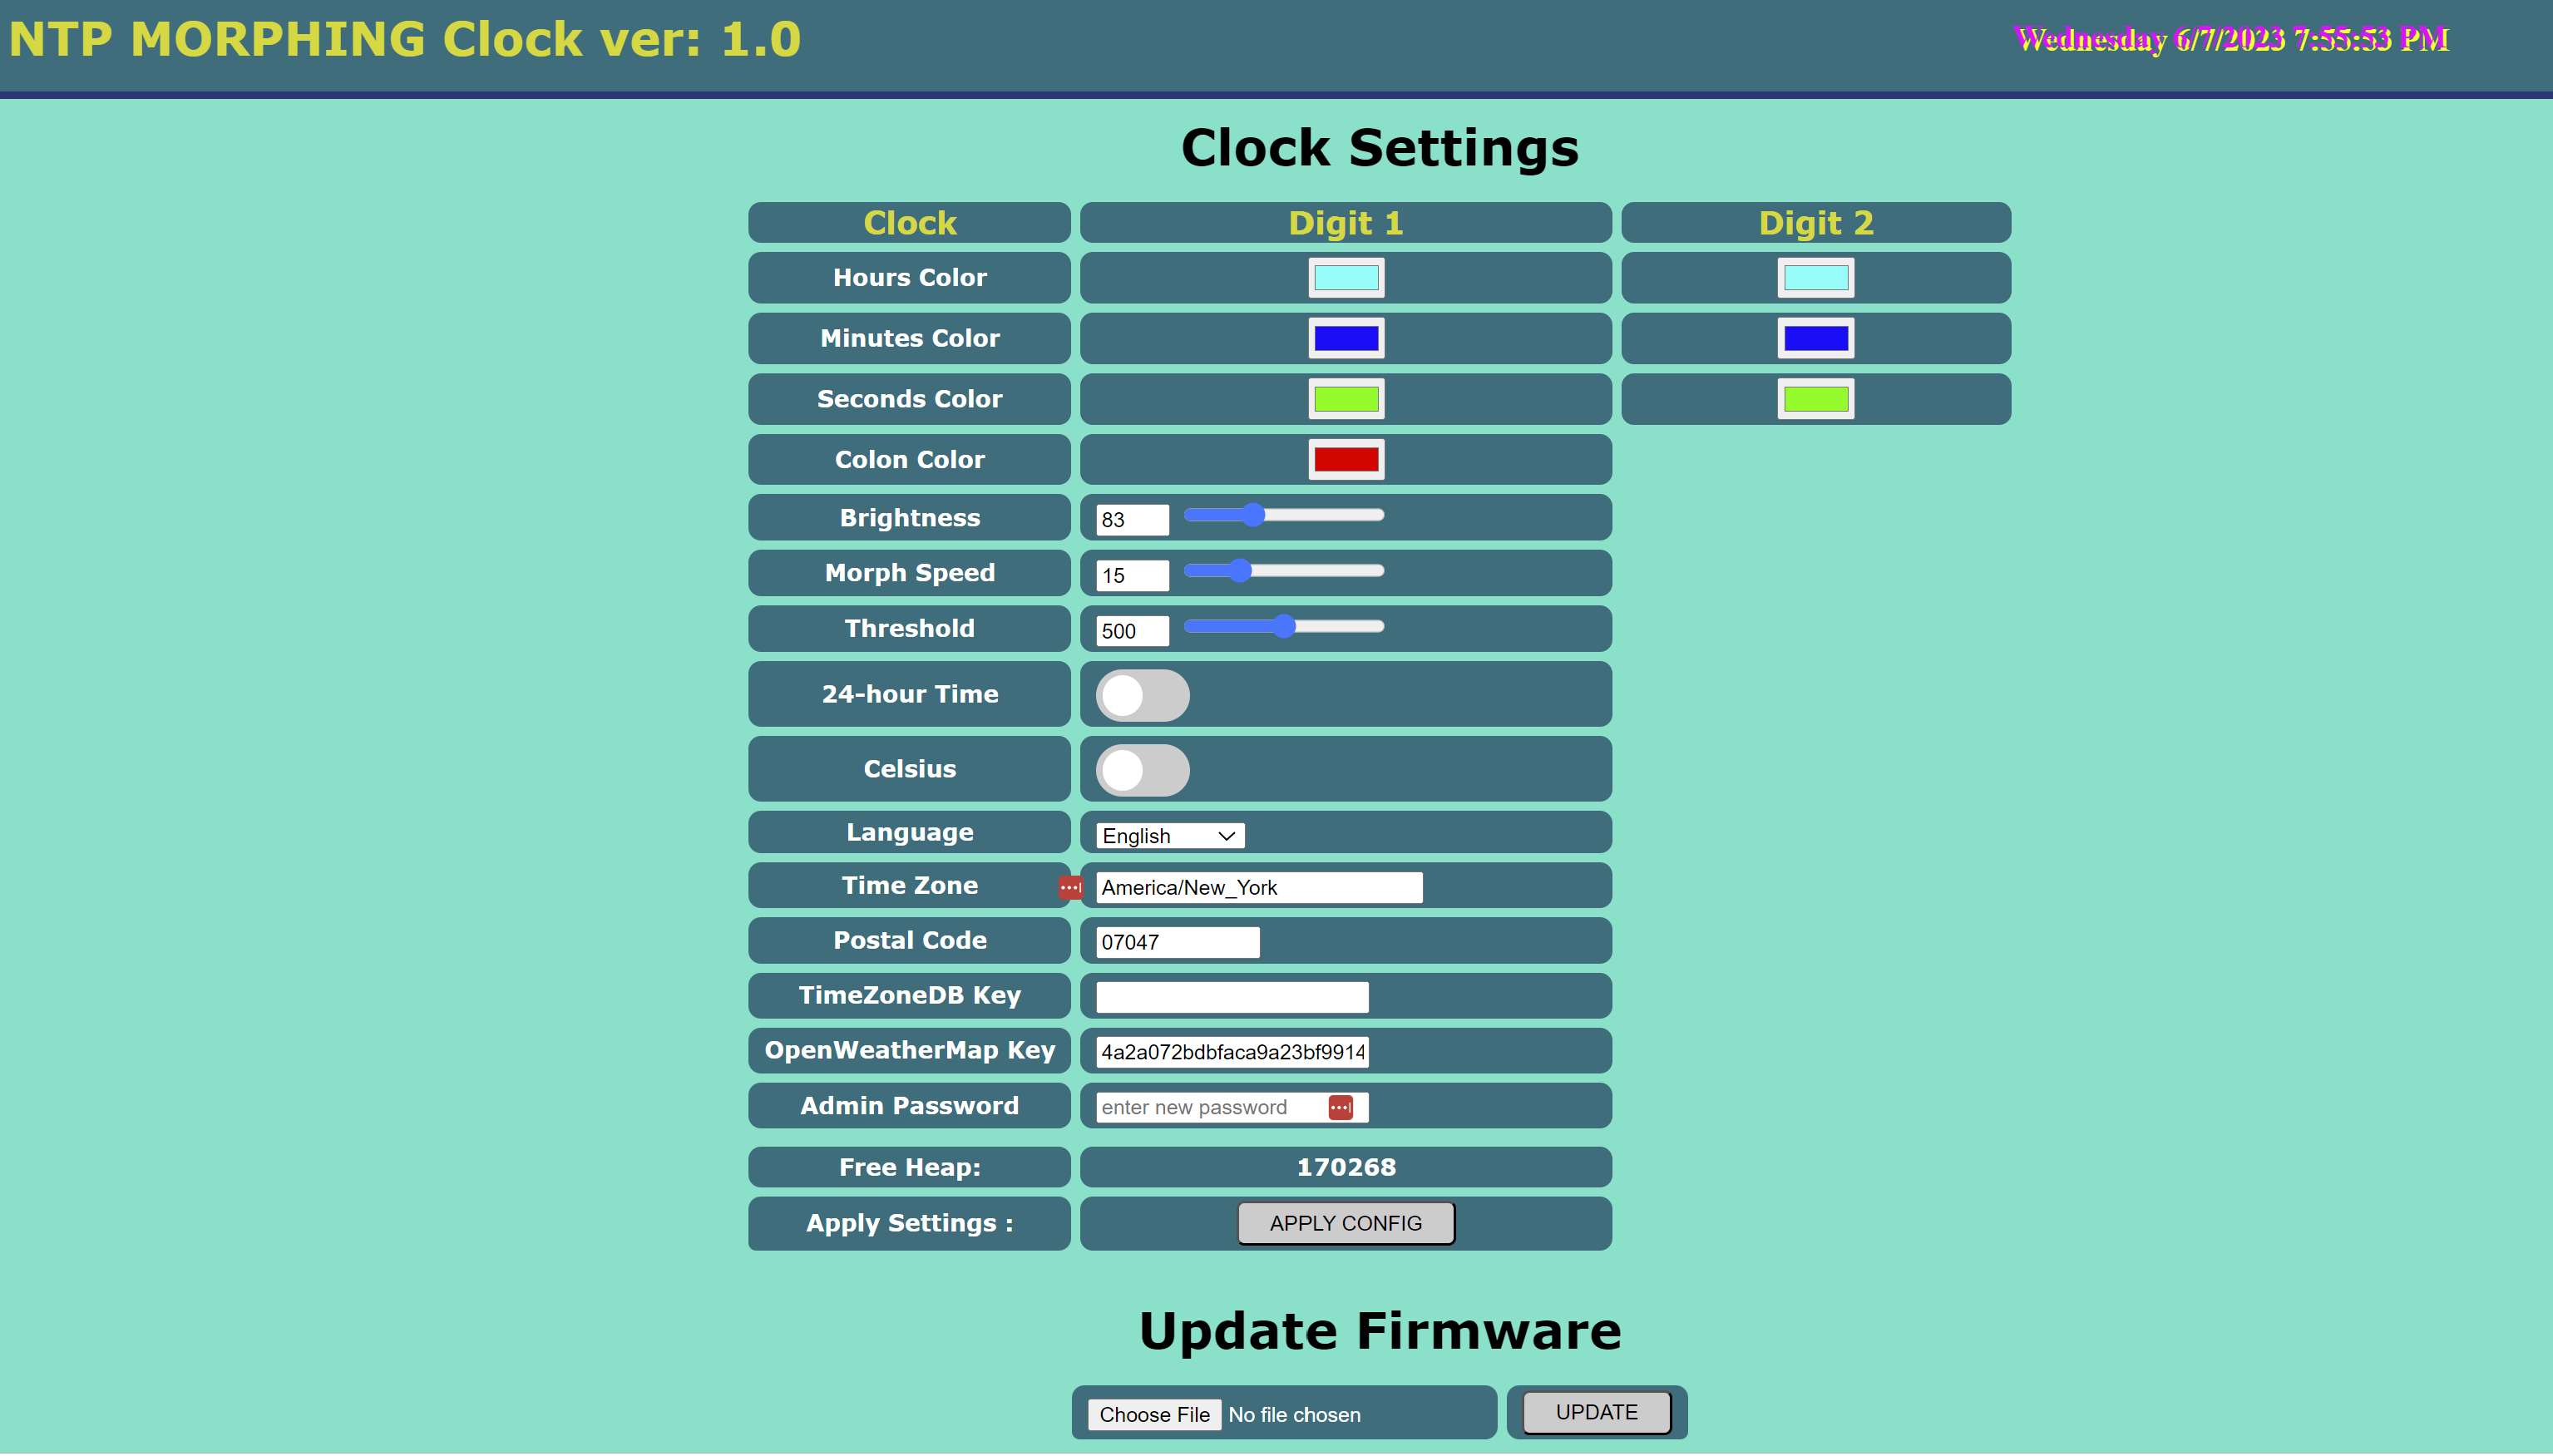 NTP MORPHING Clock ver: 1.0
Wednesday 6/7/2023 7:55:53 PM
Clock Settings
Clock Digit 1 Digit 2
Hours Color
Minutes Color
Seconds Color
Colon Color
Brightness 83
Morph Speed 15
Threshold 500
24-hour Time
Celsius
Language English
Time Zone America/New_York
Postal Code 07047
TimeZoneDB Key
OpenWeatherMap Key 4a2a072bdbfaca9a23bf9914
Admin Password enter new password
Free Heap: 170268
Apply Settings : APPLY CONFIG
Update Firmware
Choose File No file chosen UPDATE